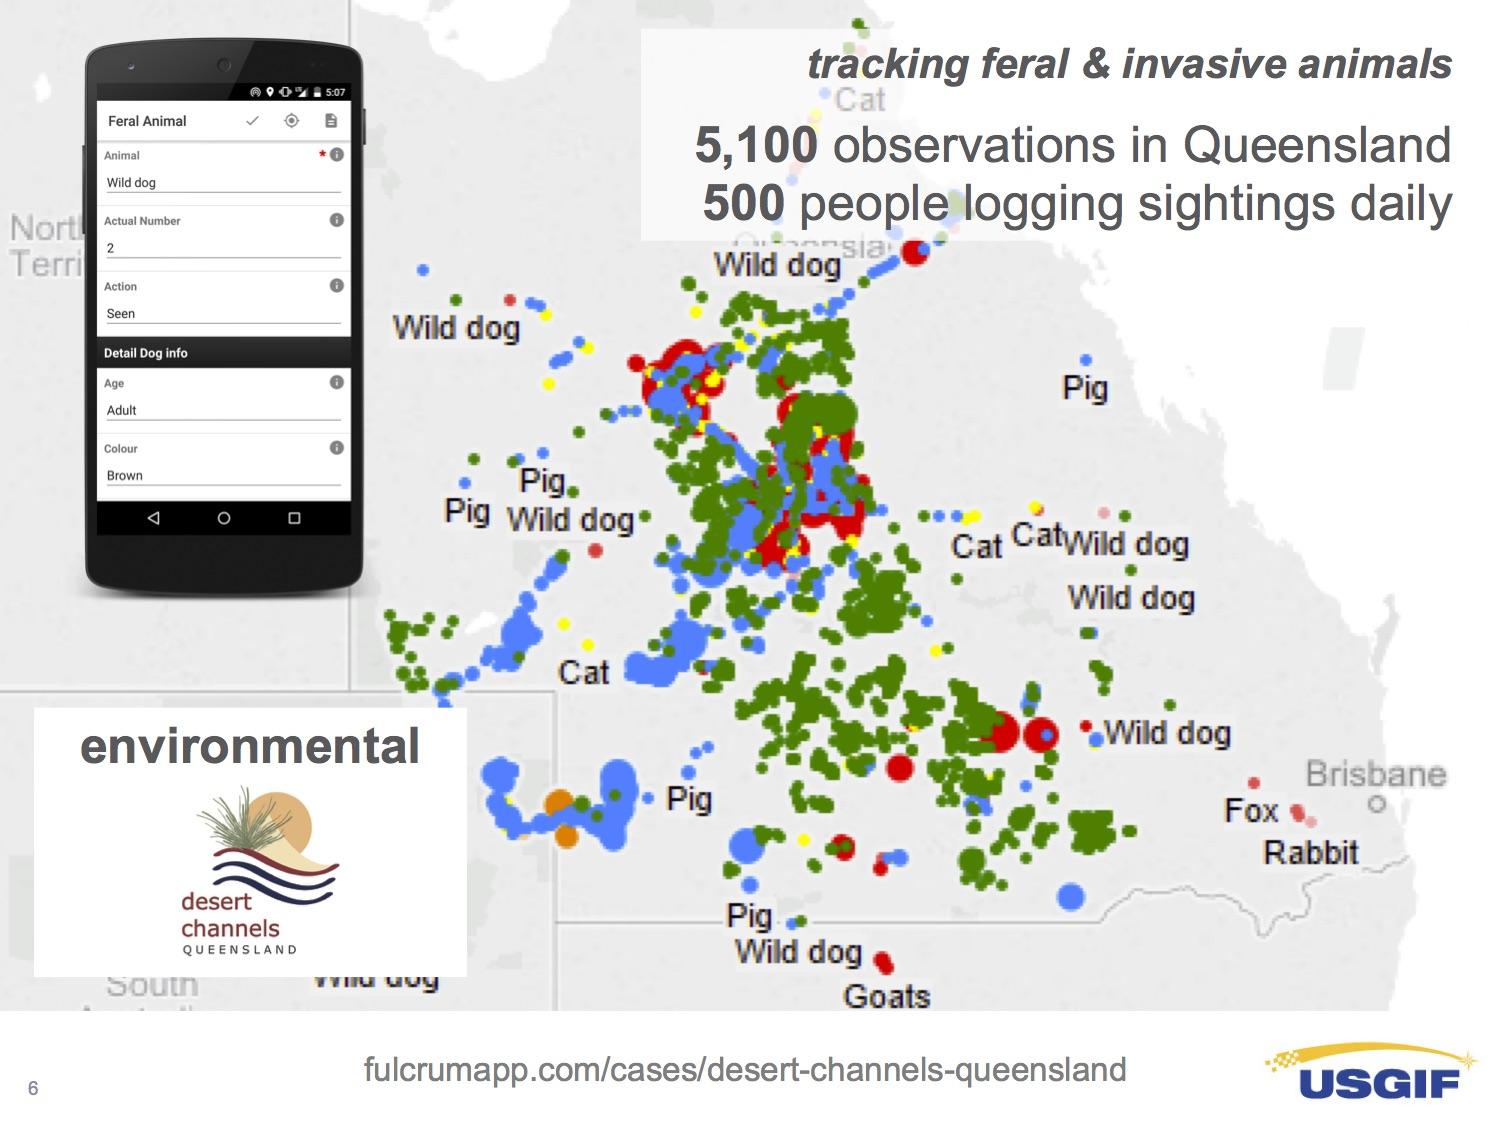 tracking feral & invasive animals
5,100 observations in Queensland
500 people logging sightings daily
5:07
Feral Animal
Animal *
Wild dog
Actual Number
2
Action
Seen
Detail Dog info
Age
Adult
Colour
Brown
Cat
Wild dog
Wild dog
Pig
Pig
Pig
Wild dog
Cat
Cat
Wild dog
Wild dog
Cat
Wild dog
Brisbane
Pig
Fox
Rabbit
Pig
Wild dog
Goats
environmental
desert
channels
QUEENSLAND
South
Wild dog
fulcrumapp.com/cases/desert-channels-queensland
6
USGIF